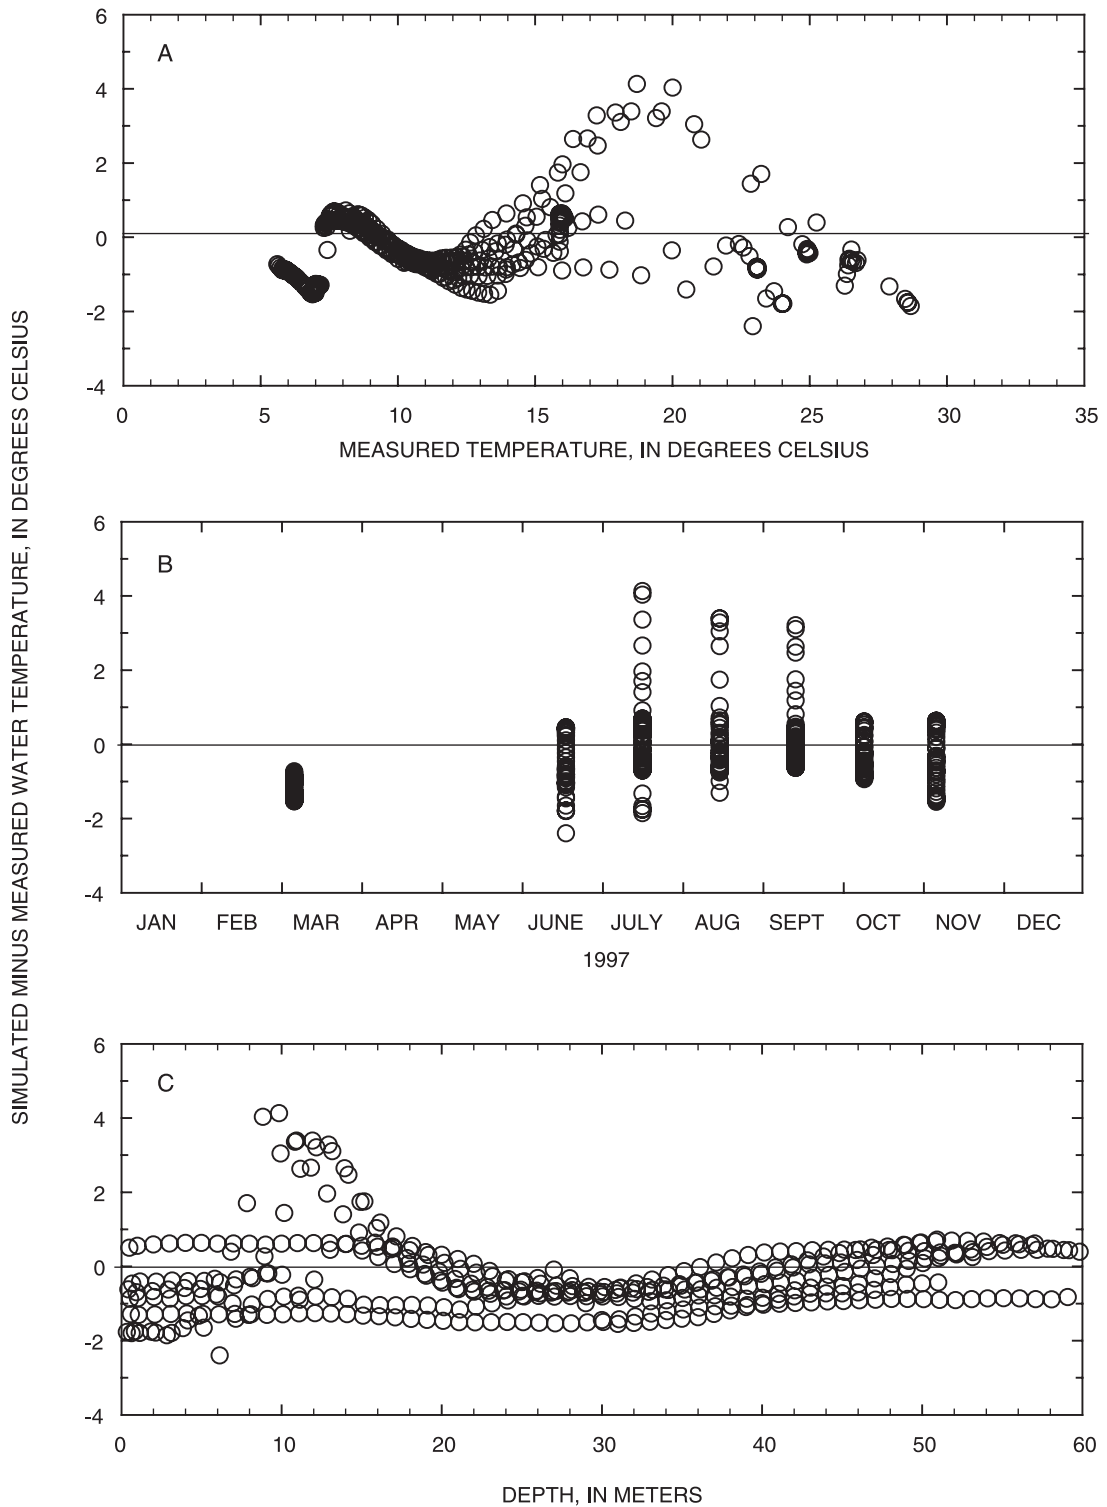 SIMULATED MINUS MEASURED WATER TEMPERATURE, IN DEGREES CELSIUS
A
6
4
2
0
-2
-4
0 5 10 15 20 25 30 35
MEASURED TEMPERATURE, IN DEGREES CELSIUS
B
6
4
2
0
-2
-4
JAN FEB MAR APR MAY JUNE JULY AUG SEPT OCT NOV DEC
1997
C
6
4
2
0
-2
-4
0 10 20 30 40 50 60
DEPTH, IN METERS